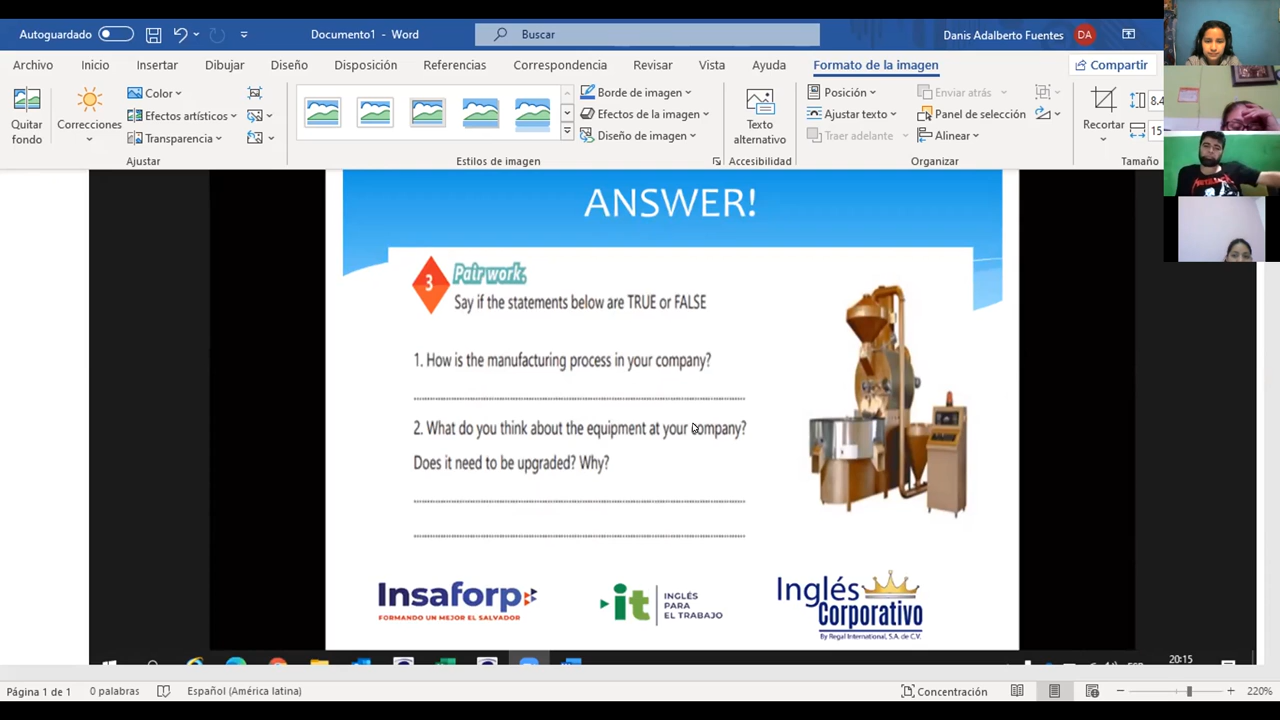 Autoguardado
Documento1 - Word
Buscar
Danis Adalberto Fuentes
DA
Archivo
Inicio
Insertar
Dibujar
Diseño
Disposición
Referencias
Correspondencia
Revisar
Vista
Ayuda
Formato de la imagen
Compartir
Quitar fondo
Correcciones
Color
Efectos artísticos
Transparencia
Ajustar
Estilos de imagen
Borde de imagen
Efectos de la imagen
Diseño de imagen
Texto alternativo
Accesibilidad
Posición
Ajustar texto
Traer adelante
Enviar atrás
Panel de selección
Alinear
Organizar
Recortar
8.4
15
Tamaño
ANSWER!
3
Pair work.
Say if the statements below are TRUE or FALSE
1. How is the manufacturing process in your company?
2. What do you think about the equipment at your company?
Does it need to be upgraded? Why?
Insaforp
FORMANDO UN MEJOR EL SALVADOR
it
INGLÉS
PARA
EL TRABAJO
Inglés
Corporativo
By Regal International, S.A. de C.V.
20:15
Página 1 de 1
0 palabras
Español (América latina)
Concentración
220%